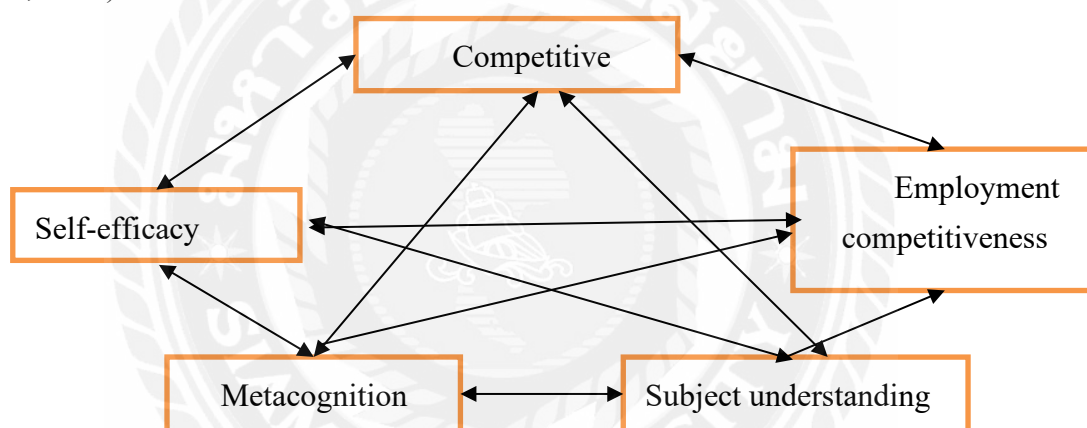 Competitive
Employment
competitiveness
Self-efficacy
Metacognition
Subject understanding